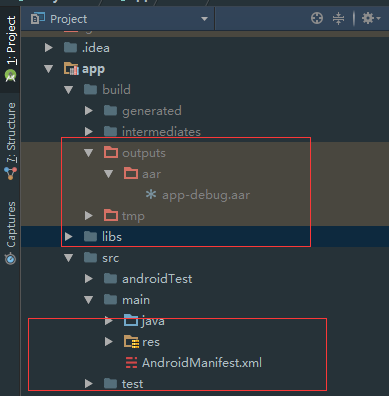 Project
1: Project
7: Structure
Captures
.idea
app
build
generated
intermediates
outputs
aar
app-debug.aar
tmp
libs
src
androidTest
main
java
res
AndroidManifest.xml
test